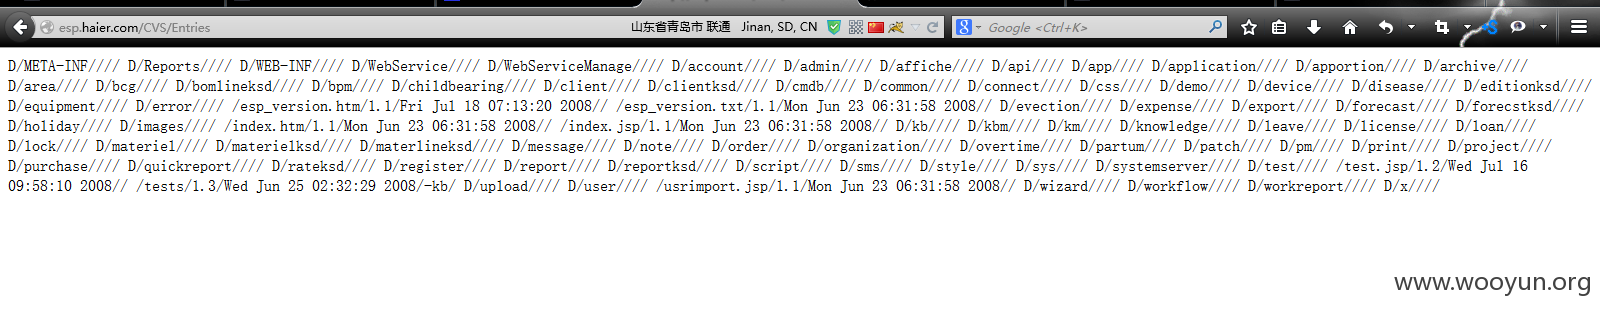 esp.haier.com/CVS/Entries 山东省青岛市 联通 Jinan, SD, CN Google <Ctrl+K>
D/META-INF//// D/Reports//// D/WEB-INF//// D/WebService//// D/WebServiceManage//// D/account//// D/admin//// D/affiche//// D/api//// D/app//// D/application//// D/apportion//// D/archive////
D/area//// D/bcg//// D/bomlineksd//// D/bpm//// D/childbearing//// D/client//// D/clientksd//// D/cmdb//// D/common//// D/connect//// D/css//// D/demo//// D/device//// D/disease//// D/editionksd////
D/equipment//// D/error//// /esp_version.htm/1.1/Fri Jul 18 07:13:20 2008// /esp_version.txt/1.1/Mon Jun 23 06:31:58 2008// D/evection//// D/expense//// D/export//// D/forecast//// D/forecstksd////
D/holiday//// D/images//// /index.htm/1.1/Mon Jun 23 06:31:58 2008// /index.jsp/1.1/Mon Jun 23 06:31:58 2008// D/kb//// D/kbm//// D/km//// D/knowledge//// D/leave//// D/license//// D/loan////
D/lock//// D/materiel//// D/materielksd//// D/materlineksd//// D/message//// D/note//// D/order//// D/organization//// D/overtime//// D/partum//// D/patch//// D/pm//// D/print//// D/project////
D/purchase//// D/quickreport//// D/rateksd//// D/register//// D/report//// D/reportksd//// D/script//// D/sms//// D/style//// D/sys//// D/systemserver//// D/test//// /test.jsp/1.2/Wed Jul 16
09:58:10 2008// /tests/1.3/Wed Jun 25 02:32:29 2008/-kb/ D/upload//// D/user//// /usrimport.jsp/1.1/Mon Jun 23 06:31:58 2008// D/wizard//// D/workflow//// D/workreport//// D/x////
www.wooyun.org